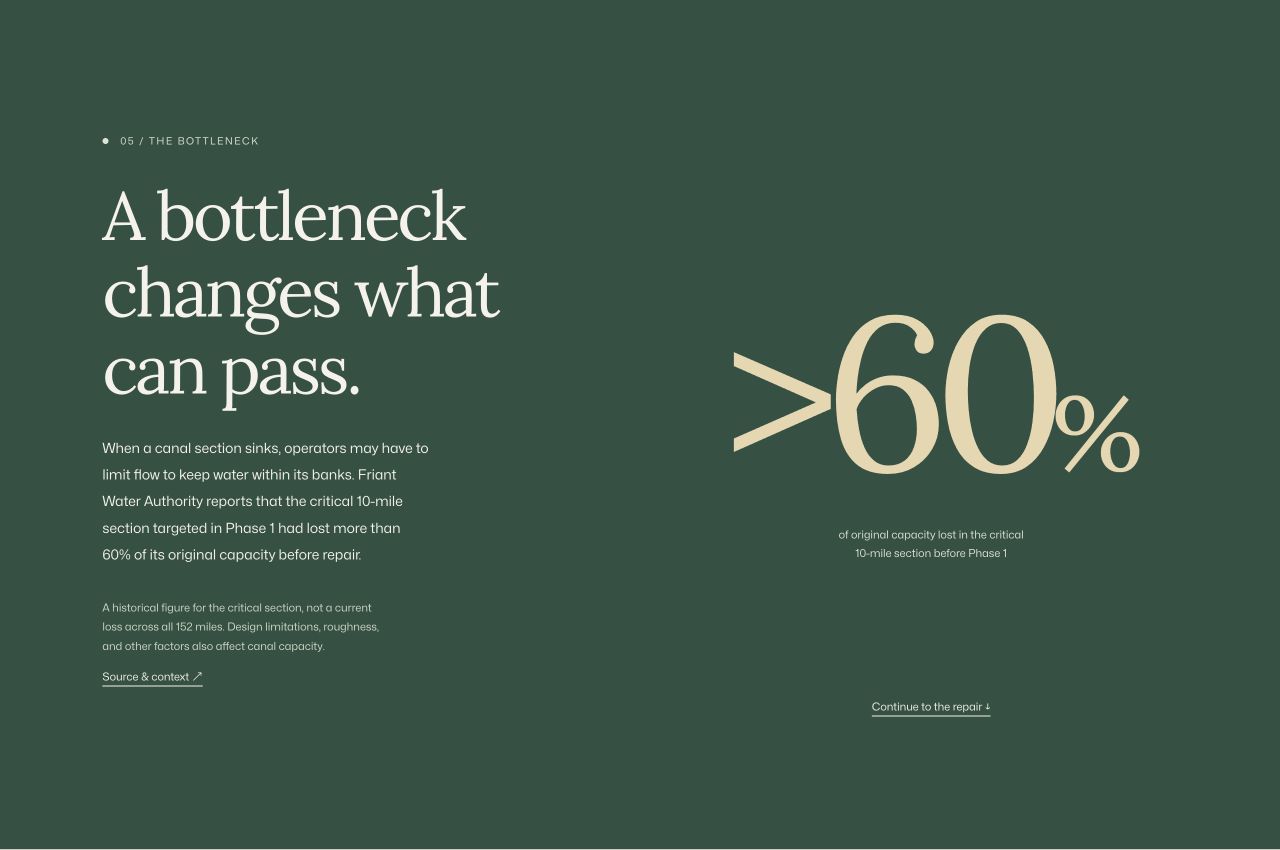 05 / THE BOTTLENECK
A bottleneck
changes what
can pass.
When a canal section sinks, operators may have to
limit flow to keep water within its banks. Friant
Water Authority reports that the critical 10-mile
section targeted in Phase 1 had lost more than
60% of its original capacity before repair.
A historical figure for the critical section, not a current
loss across all 152 miles. Design limitations, roughness,
and other factors also affect canal capacity.
Source & context ↗
>60%
of original capacity lost in the critical
10-mile section before Phase 1
Continue to the repair ↓